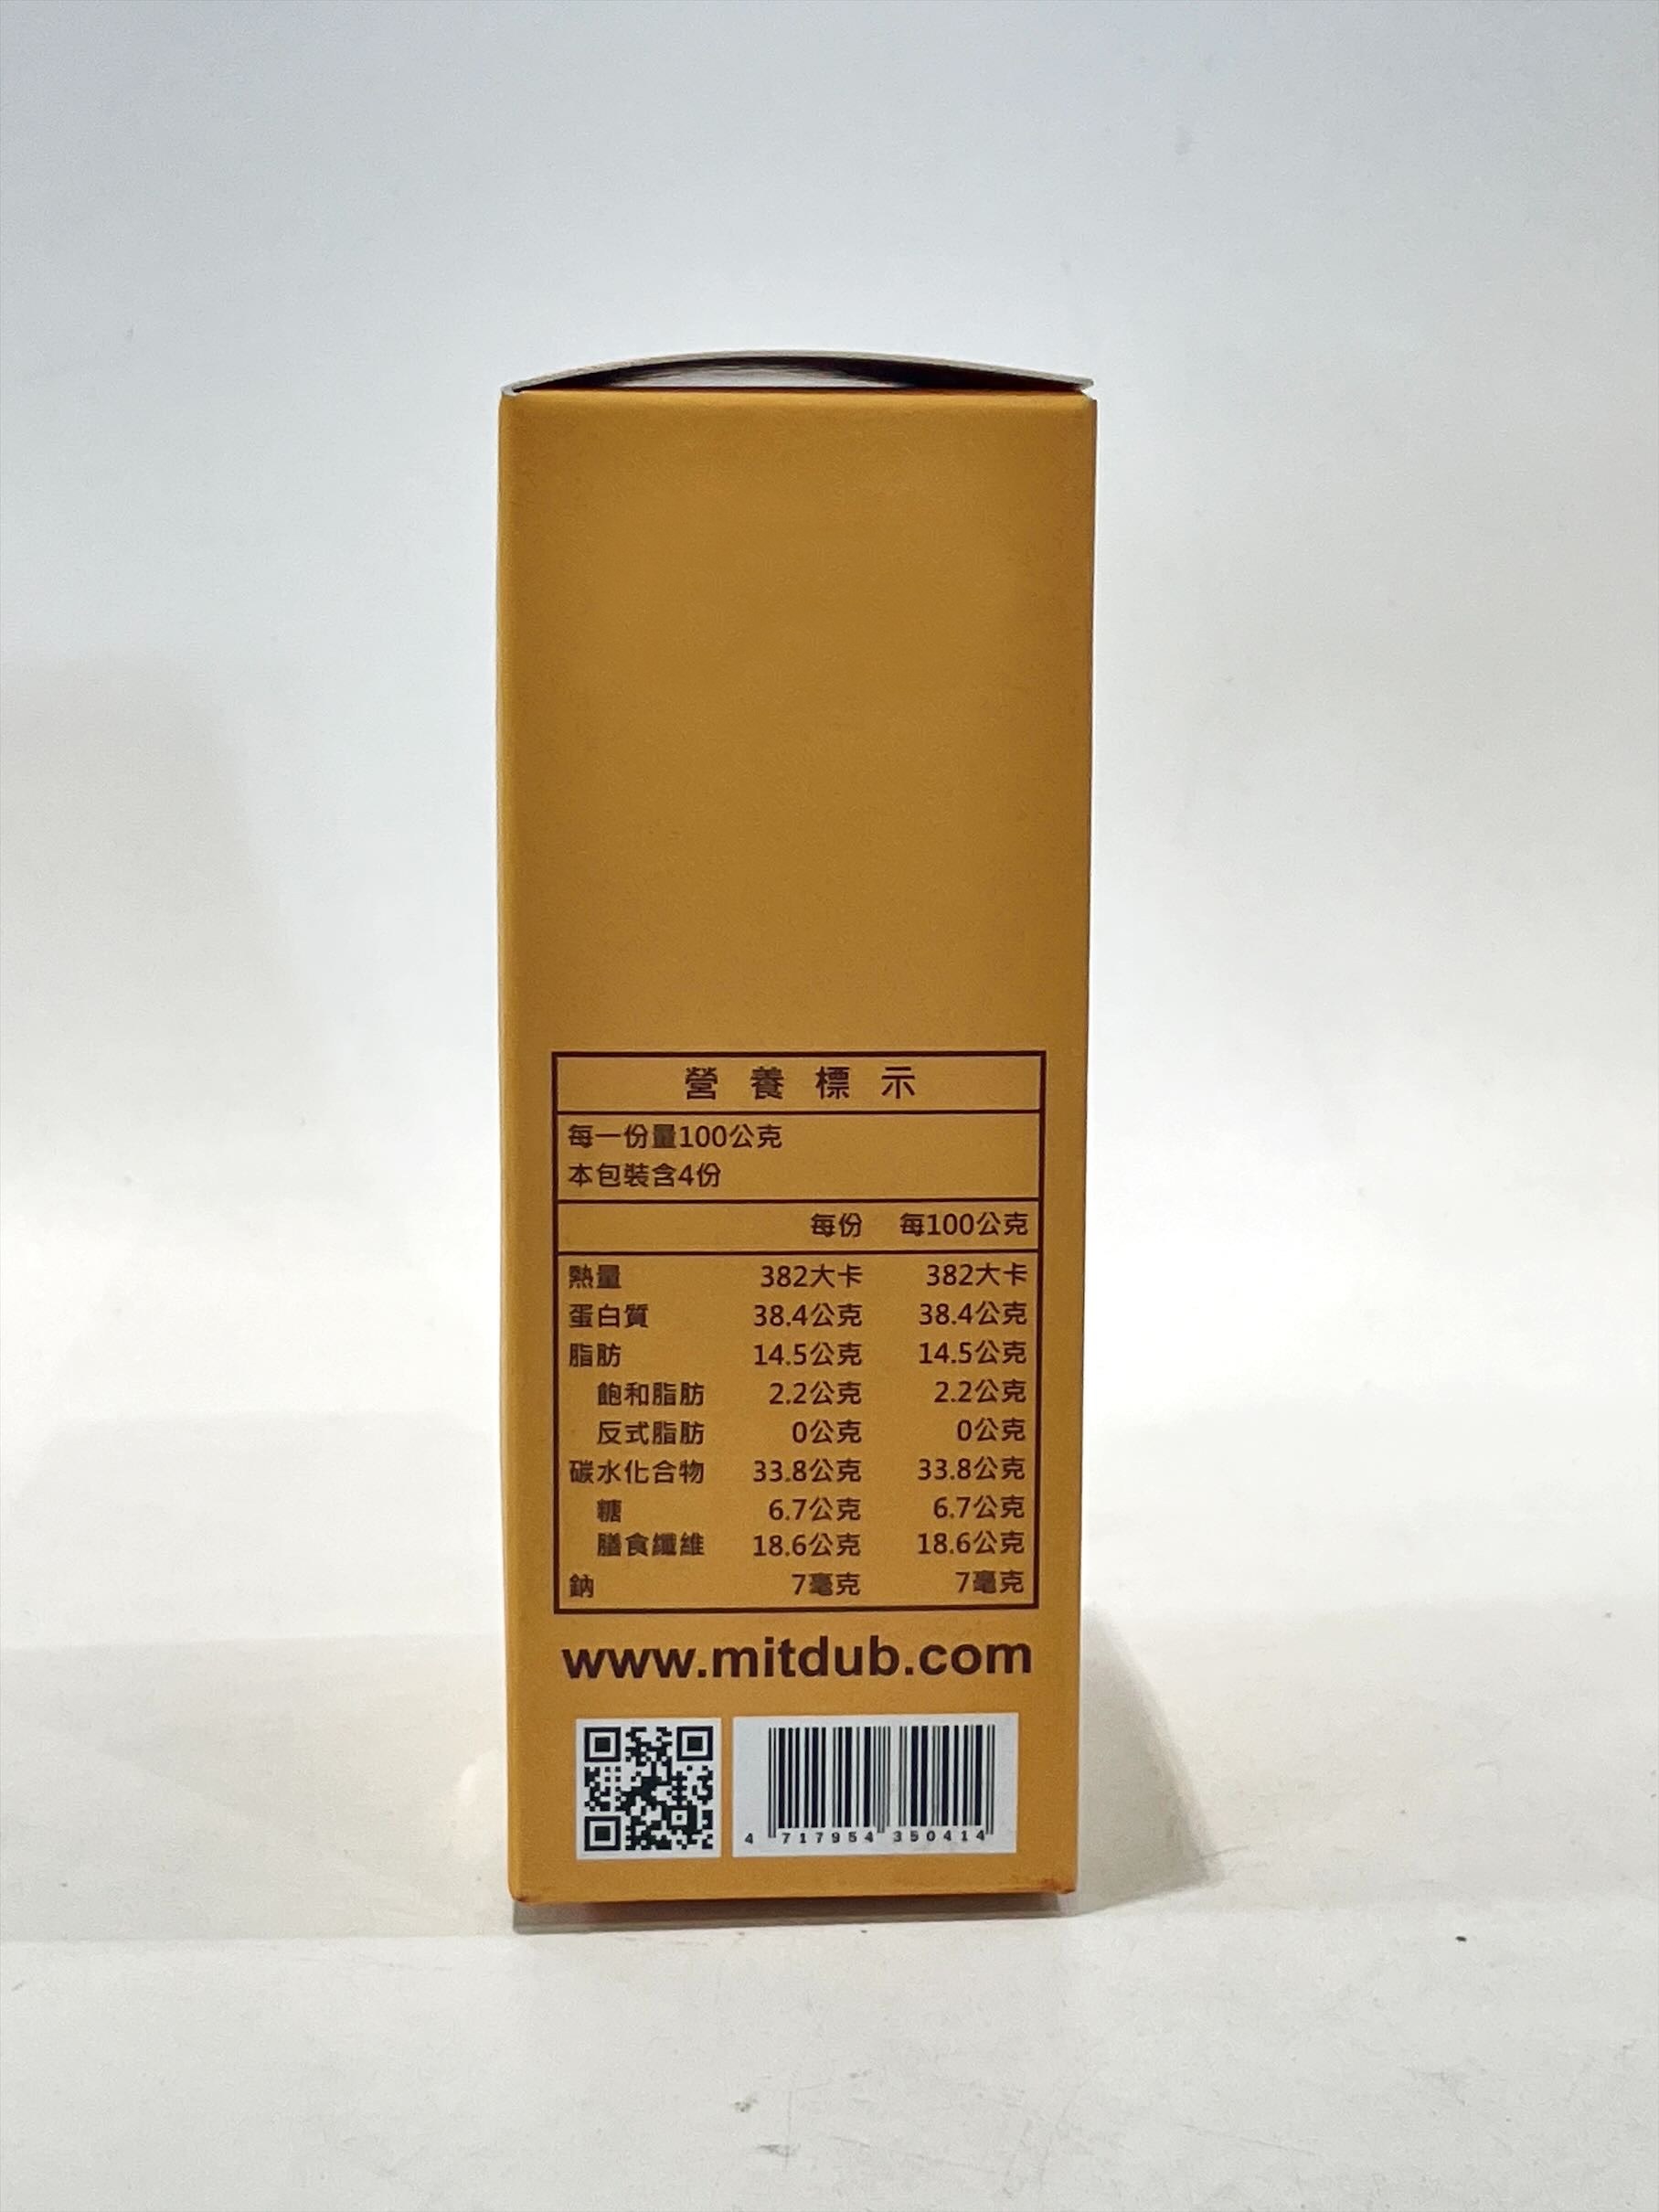 營養標示
每一份量100公克
本包裝含4份
每份 每100公克
熱量 382大卡 382大卡
蛋白質 38.4公克 38.4公克
脂肪 14.5公克 14.5公克
飽和脂肪 2.2公克 2.2公克
反式脂肪 0公克 0公克
碳水化合物 33.8公克 33.8公克
糖 6.7公克 6.7公克
膳食纖維 18.6公克 18.6公克
鈉 7毫克 7毫克
www.mitdub.com
4 717954 350414